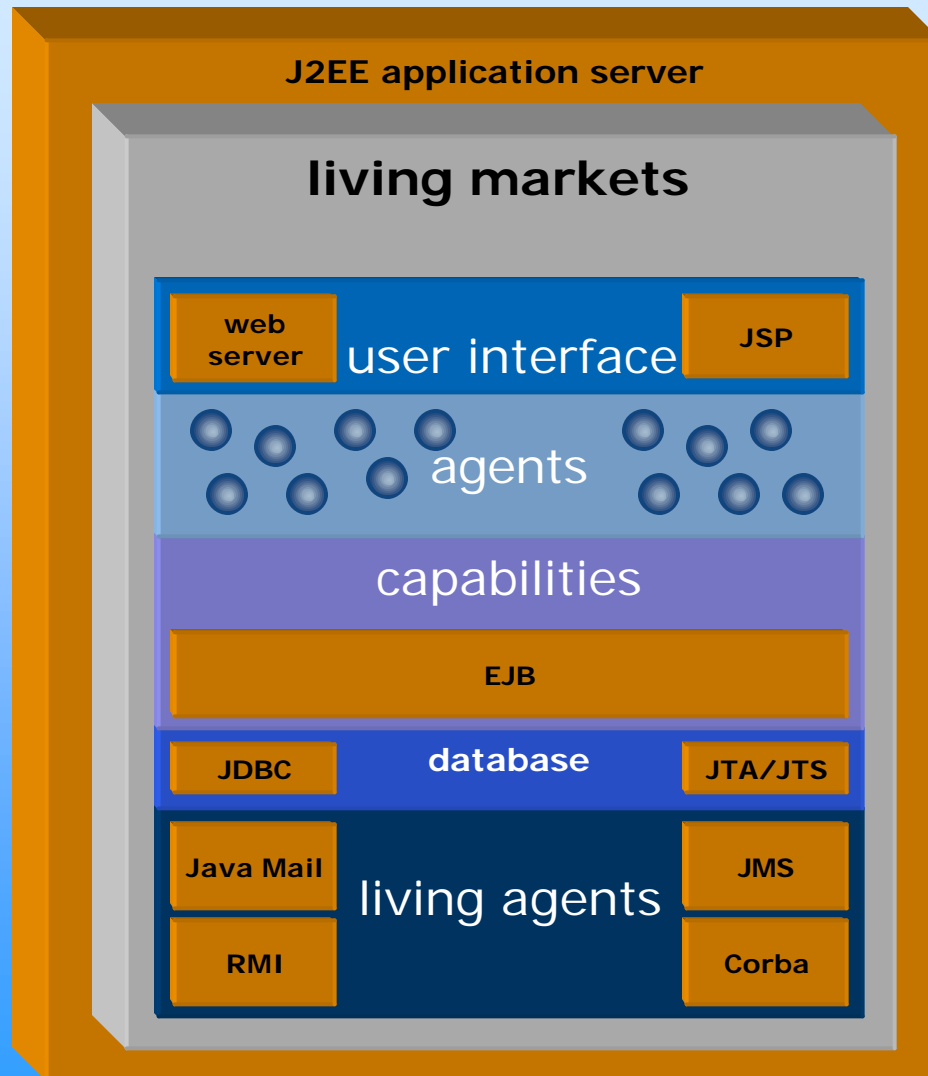 J2EE application server
living markets
web
server
user interface
JSP
agents
capabilities
EJB
JDBC
database
JTA/JTS
Java Mail
living agents
JMS
RMI
Corba